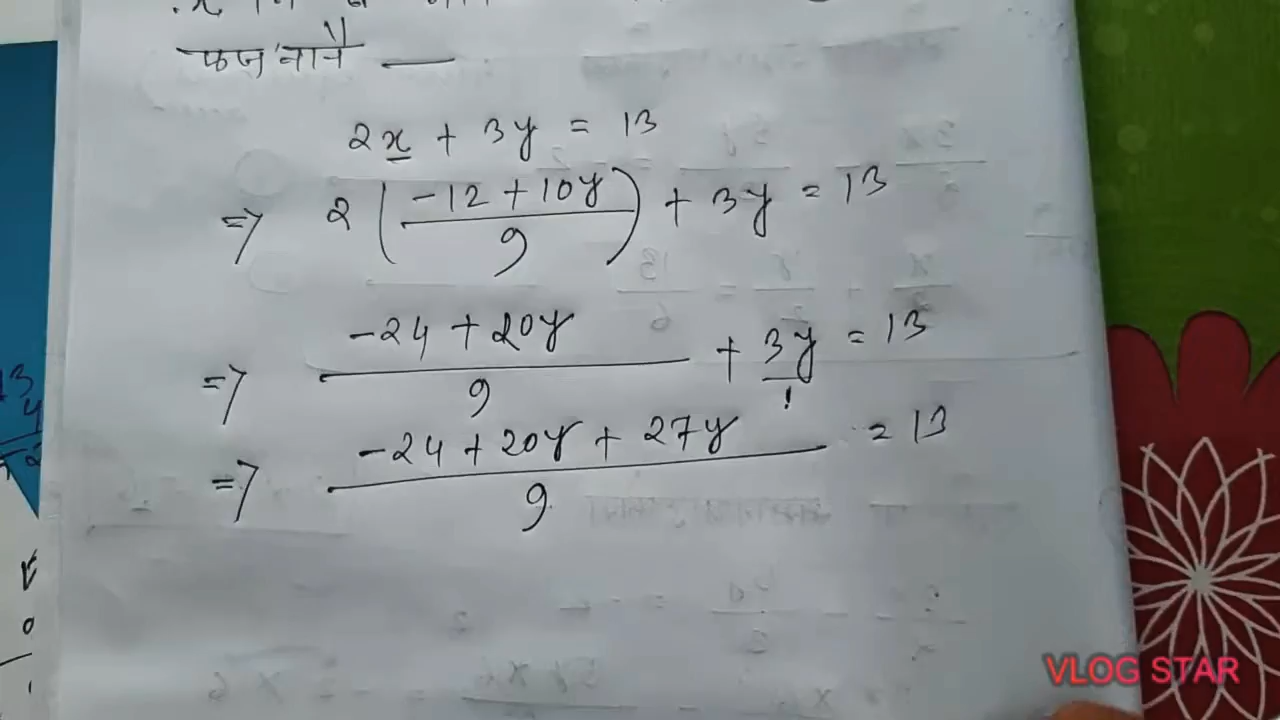 2x + 3y = 13
=> 2 ( -12 + 10y / 9 ) + 3y = 13
=> -24 + 20y / 9 + 3y / 1 = 13
=> -24 + 20y + 27y / 9 = 13
VLOG STAR